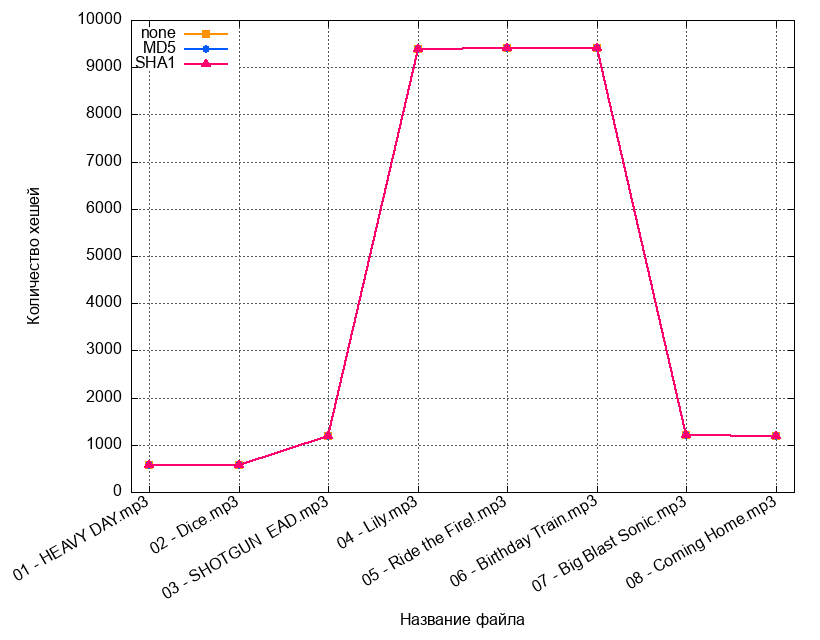 none
MD5
SHA1
10000
9000
8000
7000
6000
5000
4000
3000
2000
1000
0
Количество хешей
01 - HEAVY DAY.mp3
02 - Dice.mp3
03 - SHOTGUN  EAD.mp3
04 - Lily.mp3
05 - Ride the Fire!.mp3
06 - Birthday Train.mp3
07 - Big Blast Sonic.mp3
08 - Coming Home.mp3
Название файла